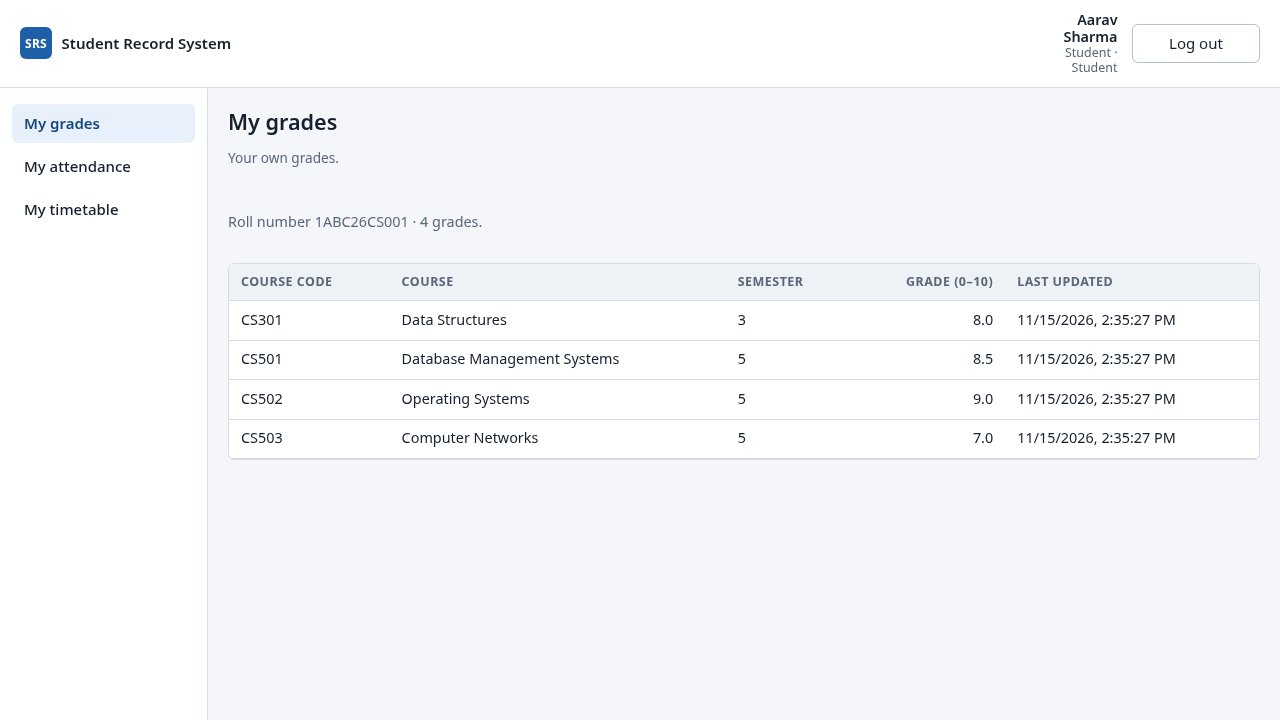 SRS Student Record System
Aarav
Sharma
Student ·
Student
Log out
My grades
My attendance
My timetable
My grades
Your own grades.
Roll number 1ABC26CS001 · 4 grades.
COURSE CODE COURSE SEMESTER GRADE (0–10) LAST UPDATED
CS301 Data Structures 3 8.0 11/15/2026, 2:35:27 PM
CS501 Database Management Systems 5 8.5 11/15/2026, 2:35:27 PM
CS502 Operating Systems 5 9.0 11/15/2026, 2:35:27 PM
CS503 Computer Networks 5 7.0 11/15/2026, 2:35:27 PM